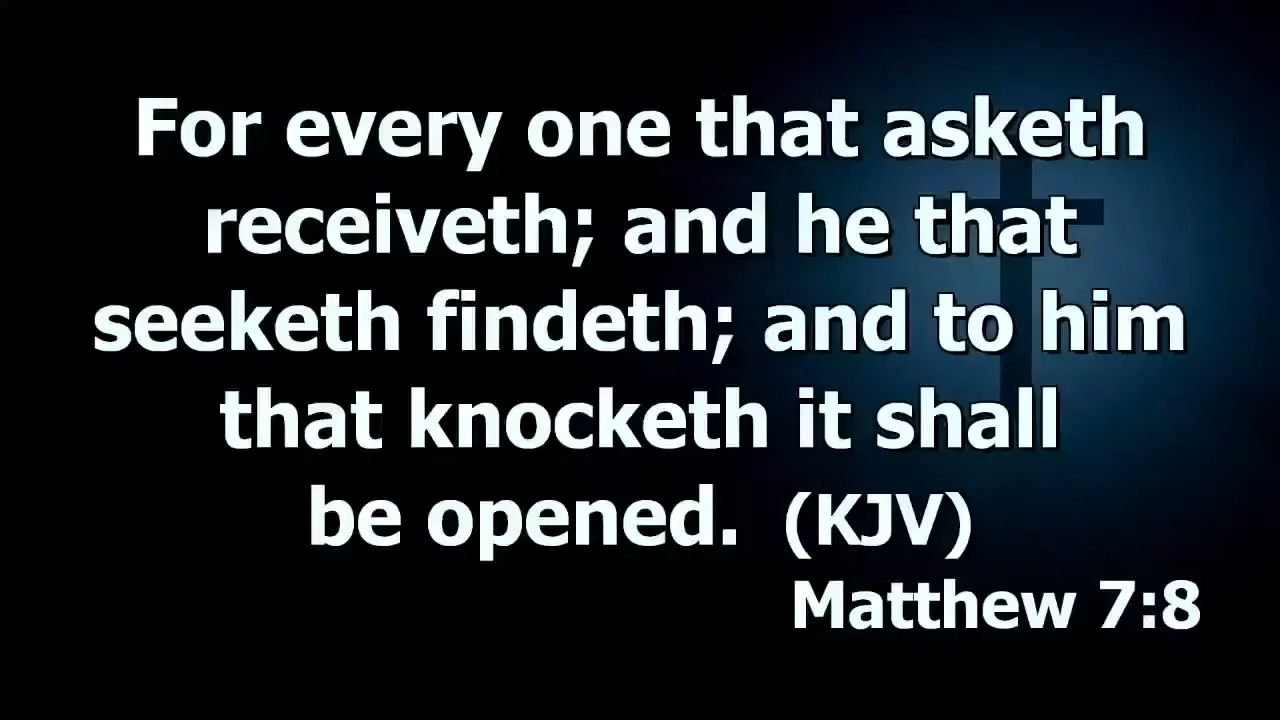 For every one that asketh
receiveth; and he that
seeketh findeth; and to him
that knocketh it shall
be opened.  (KJV)
Matthew 7:8